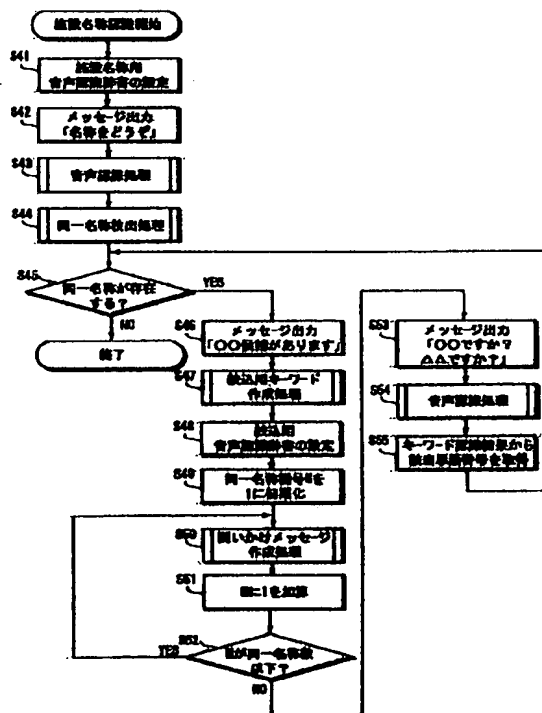 施設名称認識開始
S41
施設名称用
音声認識辞書の設定
S42
メッセージ出力
「名称をどうぞ」
S43
音声認識処理
S44
同一名称検出処理
S45
同一名称が存在
する？
YES
NO
終了
S46
メッセージ出力
「〇〇候補があります」
S47
絞込用キーワード
作成処理
S48
絞込用
音声認識辞書の設定
S49
同一名称番号Nを
1に初期化
S50
問いかけメッセージ
作成処理
S51
Nに1を加算
S52
Nが同一名称数
以下？
YES
NO
S53
メッセージ出力
「〇〇ですか？
△△ですか？」
S54
音声認識処理
S55
キーワード認識結果から
該当単語番号を取得